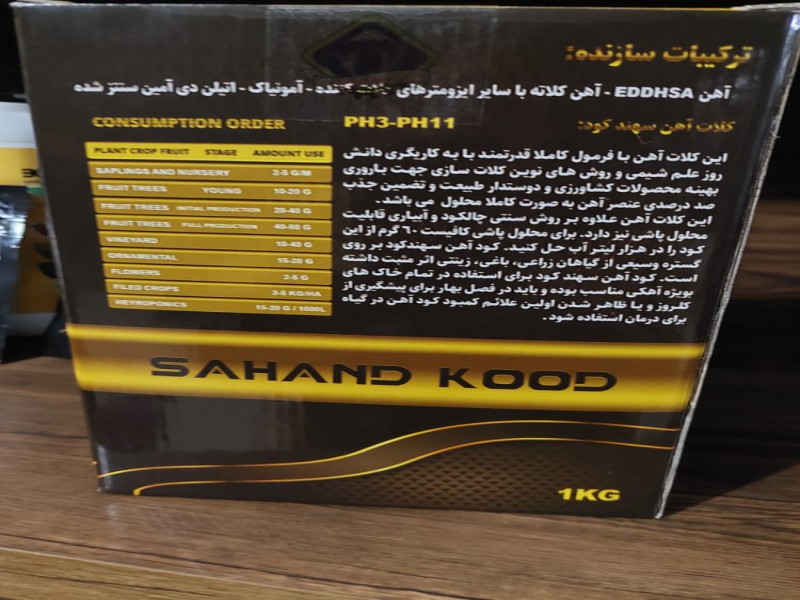 ترکیبات سازنده:
آهن EDDHSA - آهن کلاته با سایر ایزومترهای کننده - آمونیاک - اتیلن دی آمین سنتز شده
CONSUMPTION ORDER
PH3-PH11
کلات آهن سهند کود:
PLANT CROP FRUIT STAGE AMOUNT USE
SAPLINGS AND NURSERY 2-5 G/M
FRUIT TREES YOUNG 10-20 G
FRUIT TREES INITIAL PRODUCTION 20-40 G
FRUIT TREES FULL PRODUCTION 40-80 G
VINEYARD 10-40 G
ORNAMENTAL 15-20 G
FLOWERS 2-5 G
FILED CROPS 3-5 KG/HA
HEYROPONICS 15-20 G / 1000L
این کلات آهن با فرمول کاملا قدرتمند با به کاریگری دانش
روز علم شیمی و روش های نوین کلات سازی جهت باروری
بهینه محصولات کشاورزی و دوستدار طبیعت و تضمین جذب
صد درصدی عنصر آهن به صورت کاملا محلول می باشد.
این کلات آهن علاوه بر روش سنتی چالکود و آبیاری قابلیت
محلول پاشی نیز دارد. برای محلول پاشی کافیست ۶۰ گرم از این
کود را در هزار لیتر آب حل کنید. کود آهن سهندکود بر روی
گستره وسیعی از گیاهان زراعی، باغی، زینتی اثر مثبت داشته
است. کود آهن سهند کود برای استفاده در تمام خاک های
بویژه آهکی مناسب بوده و باید در فصل بهار برای پیشگیری از
کلروز و یا ظاهر شدن اولین علائم کمبود کود آهن در گیاه
برای درمان استفاده شود.
SAHAND KOOD
1KG